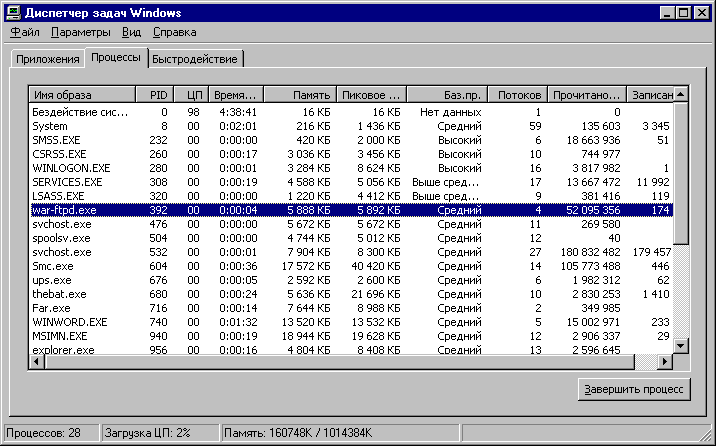 Диспетчер задач Windows
Файл Параметры Вид Справка
Приложения Процессы Быстродействие
Имя образа PID ЦП Время... Память Пиковое ... Баз.пр. Потоков Прочитано... Записан
Бездействие сис... 0 98 4:38:41 16 КБ 16 КБ Нет данных 1 0
System 8 00 0:02:01 216 КБ 1 436 КБ Средний 59 135 603 3 345
SMSS.EXE 232 00 0:00:00 420 КБ 2 000 КБ Высокий 6 18 663 936 51
CSRSS.EXE 260 00 0:00:17 3 036 КБ 3 456 КБ Высокий 10 744 977
WINLOGON.EXE 280 00 0:00:01 3 284 КБ 8 624 КБ Высокий 16 3 817 982 1
SERVICES.EXE 308 00 0:00:19 4 588 КБ 5 056 КБ Выше сред... 17 13 667 472 11 992
LSASS.EXE 320 00 0:00:00 1 220 КБ 4 412 КБ Выше сред... 9 381 416 119
war-ftpd.exe 392 00 0:00:04 5 888 КБ 5 892 КБ Средний 4 52 095 356 174
svchost.exe 476 00 0:00:00 5 672 КБ 5 672 КБ Средний 11 269 580
spoolsv.exe 504 00 0:00:00 4 744 КБ 5 012 КБ Средний 12 40
svchost.exe 532 00 0:00:01 7 904 КБ 8 300 КБ Средний 27 180 832 482 179 457
Smc.exe 604 00 0:00:36 17 572 КБ 40 420 КБ Средний 14 105 773 488 446
ups.exe 676 00 0:00:05 2 592 КБ 2 600 КБ Средний 6 1 982 312 62
thebat.exe 680 00 0:00:24 5 636 КБ 21 696 КБ Средний 10 2 830 253 1 410
Far.exe 716 00 0:00:14 7 644 КБ 8 988 КБ Средний 2 349 985
WINWORD.EXE 740 00 0:01:32 13 520 КБ 13 532 КБ Средний 5 15 002 971 233
MSIMN.EXE 940 00 0:00:19 18 944 КБ 19 628 КБ Средний 12 2 906 337 29
explorer.exe 956 00 0:00:16 4 804 КБ 8 408 КБ Средний 13 2 596 645
Завершить процесс
Процессов: 28 Загрузка ЦП: 2% Память: 160748K / 1014384K